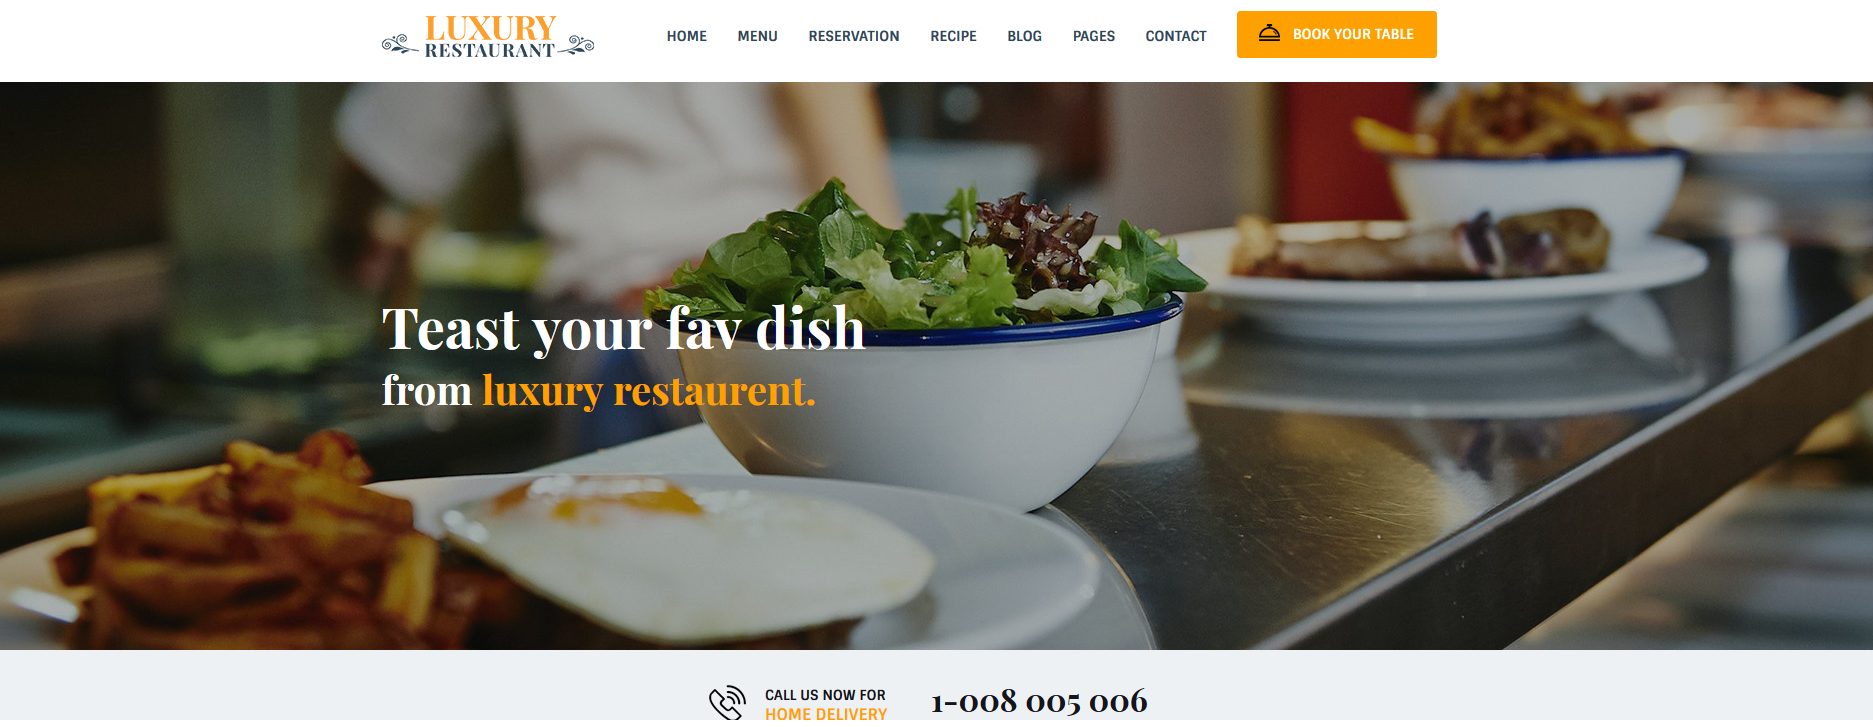 LUXURY
RESTAURANT
HOME MENU RESERVATION RECIPE BLOG PAGES CONTACT
BOOK YOUR TABLE
Teast your fav dish
from luxury restaurent.
CALL US NOW FOR
HOME DELIVERY
1-008 005 006